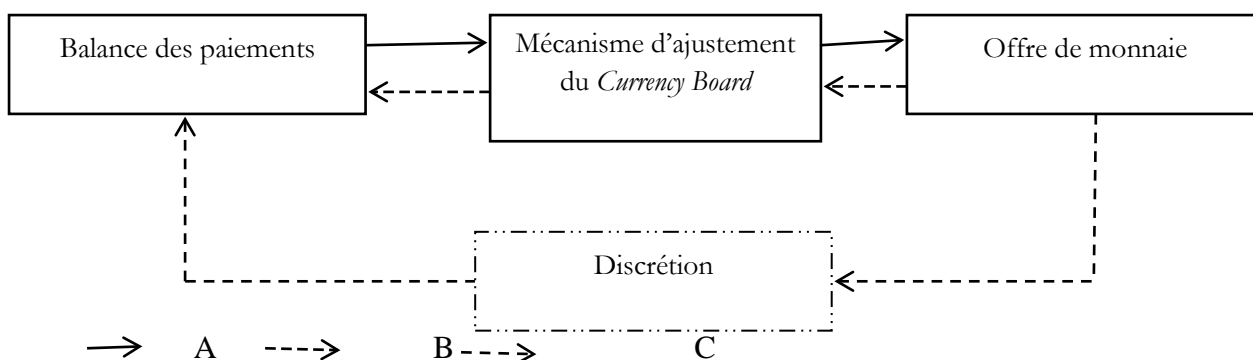 Balance des paiements
Mécanisme d’ajustement
du Currency Board
Offre de monnaie
Discrétion
A B C